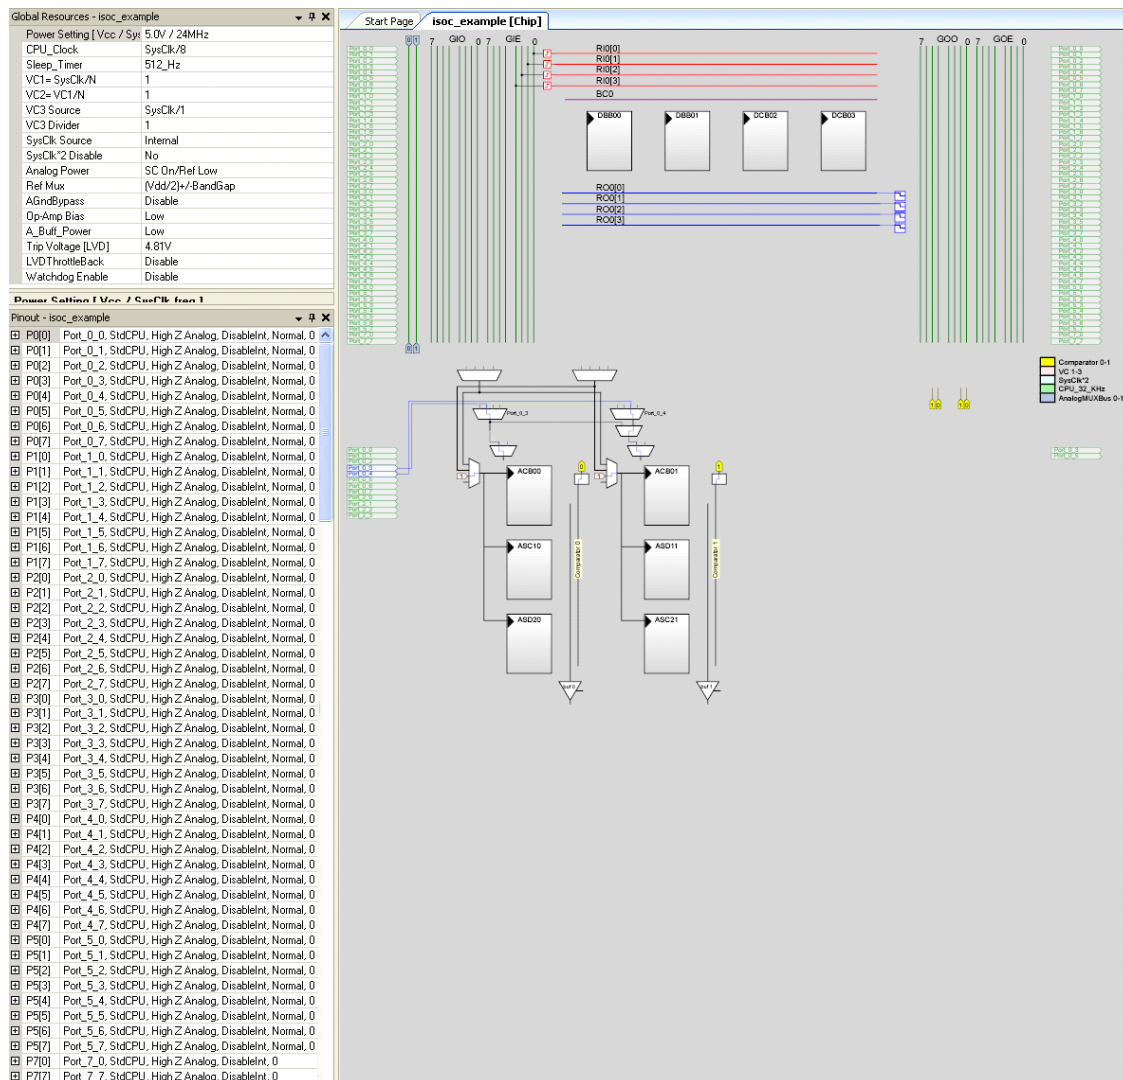 Global Resources - isoc_example
Power Setting [ Vcc / Sys 5.0V / 24MHz
CPU_Clock SysClk/8
Sleep_Timer 512_Hz
VC1= SysClk/N 1
VC2= VC1/N 1
VC3 Source SysClk/1
VC3 Divider 1
SysClk Source Internal
SysClk*2 Disable No
Analog Power SC On/Ref Low
Ref Mux (Vdd/2)+/-BandGap
AGndBypass Disable
Op-Amp Bias Low
A_Buff_Power Low
Trip Voltage [LVD] 4.81V
LVDThrottleBack Disable
Watchdog Enable Disable
Power Setting [ Vcc / SysClk freq ]
Pinout - isoc_example
P0[0] Port_0_0, StdCPU, High Z Analog, DisableInt, Normal, 0
P0[1] Port_0_1, StdCPU, High Z Analog, DisableInt, Normal, 0
P0[2] Port_0_2, StdCPU, High Z Analog, DisableInt, Normal, 0
P0[3] Port_0_3, StdCPU, High Z Analog, DisableInt, Normal, 0
P0[4] Port_0_4, StdCPU, High Z Analog, DisableInt, Normal, 0
P0[5] Port_0_5, StdCPU, High Z Analog, DisableInt, Normal, 0
P0[6] Port_0_6, StdCPU, High Z Analog, DisableInt, Normal, 0
P0[7] Port_0_7, StdCPU, High Z Analog, DisableInt, Normal, 0
P1[0] Port_1_0, StdCPU, High Z Analog, DisableInt, Normal, 0
P1[1] Port_1_1, StdCPU, High Z Analog, DisableInt, Normal, 0
P1[2] Port_1_2, StdCPU, High Z Analog, DisableInt, Normal, 0
P1[3] Port_1_3, StdCPU, High Z Analog, DisableInt, Normal, 0
P1[4] Port_1_4, StdCPU, High Z Analog, DisableInt, Normal, 0
P1[5] Port_1_5, StdCPU, High Z Analog, DisableInt, Normal, 0
P1[6] Port_1_6, StdCPU, High Z Analog, DisableInt, Normal, 0
P1[7] Port_1_7, StdCPU, High Z Analog, DisableInt, Normal, 0
P2[0] Port_2_0, StdCPU, High Z Analog, DisableInt, Normal, 0
P2[1] Port_2_1, StdCPU, High Z Analog, DisableInt, Normal, 0
P2[2] Port_2_2, StdCPU, High Z Analog, DisableInt, Normal, 0
P2[3] Port_2_3, StdCPU, High Z Analog, DisableInt, Normal, 0
P2[4] Port_2_4, StdCPU, High Z Analog, DisableInt, Normal, 0
P2[5] Port_2_5, StdCPU, High Z Analog, DisableInt, Normal, 0
P2[6] Port_2_6, StdCPU, High Z Analog, DisableInt, Normal, 0
P2[7] Port_2_7, StdCPU, High Z Analog, DisableInt, Normal, 0
P3[0] Port_3_0, StdCPU, High Z Analog, DisableInt, Normal, 0
P3[1] Port_3_1, StdCPU, High Z Analog, DisableInt, Normal, 0
P3[2] Port_3_2, StdCPU, High Z Analog, DisableInt, Normal, 0
P3[3] Port_3_3, StdCPU, High Z Analog, DisableInt, Normal, 0
P3[4] Port_3_4, StdCPU, High Z Analog, DisableInt, Normal, 0
P3[5] Port_3_5, StdCPU, High Z Analog, DisableInt, Normal, 0
P3[6] Port_3_6, StdCPU, High Z Analog, DisableInt, Normal, 0
P3[7] Port_3_7, StdCPU, High Z Analog, DisableInt, Normal, 0
P4[0] Port_4_0, StdCPU, High Z Analog, DisableInt, Normal, 0
P4[1] Port_4_1, StdCPU, High Z Analog, DisableInt, Normal, 0
P4[2] Port_4_2, StdCPU, High Z Analog, DisableInt, Normal, 0
P4[3] Port_4_3, StdCPU, High Z Analog, DisableInt, Normal, 0
P4[4] Port_4_4, StdCPU, High Z Analog, DisableInt, Normal, 0
P4[5] Port_4_5, StdCPU, High Z Analog, DisableInt, Normal, 0
P4[6] Port_4_6, StdCPU, High Z Analog, DisableInt, Normal, 0
P4[7] Port_4_7, StdCPU, High Z Analog, DisableInt, Normal, 0
P5[0] Port_5_0, StdCPU, High Z Analog, DisableInt, Normal, 0
P5[1] Port_5_1, StdCPU, High Z Analog, DisableInt, Normal, 0
P5[2] Port_5_2, StdCPU, High Z Analog, DisableInt, Normal, 0
P5[3] Port_5_3, StdCPU, High Z Analog, DisableInt, Normal, 0
P5[4] Port_5_4, StdCPU, High Z Analog, DisableInt, Normal, 0
P5[5] Port_5_5, StdCPU, High Z Analog, DisableInt, Normal, 0
P5[6] Port_5_6, StdCPU, High Z Analog, DisableInt, Normal, 0
P5[7] Port_5_7, StdCPU, High Z Analog, DisableInt, Normal, 0
P7[0] Port_7_0, StdCPU, High Z Analog, DisableInt, 0
P7[7] Port_7_7, StdCPU, High Z Analog, DisableInt, 0
Start Page isoc_example [Chip]
0 1 7 GIO 0 7 GIE 0
7 GOO 0 7 GOE 0
RI0[0]
RI0[1]
RI0[2]
RI0[3]
BC0
DBB00 DBB01 DCB02 DCB03
RO0[0]
RO0[1]
RO0[2]
RO0[3]
0 1
Comparator 0-1
VC 1-3
SysClk*2
CPU_32_KHz
AnalogMUXBus 0-1
1 0 1 0
Port_0_3 Port_0_4
Port_0_3
Port_0_4
0 1
1 ACB00 1 ACB01
ASC10 Comparator 0 ASD11 Comparator 1
ASD20 ASC21
buf 0 buf 1